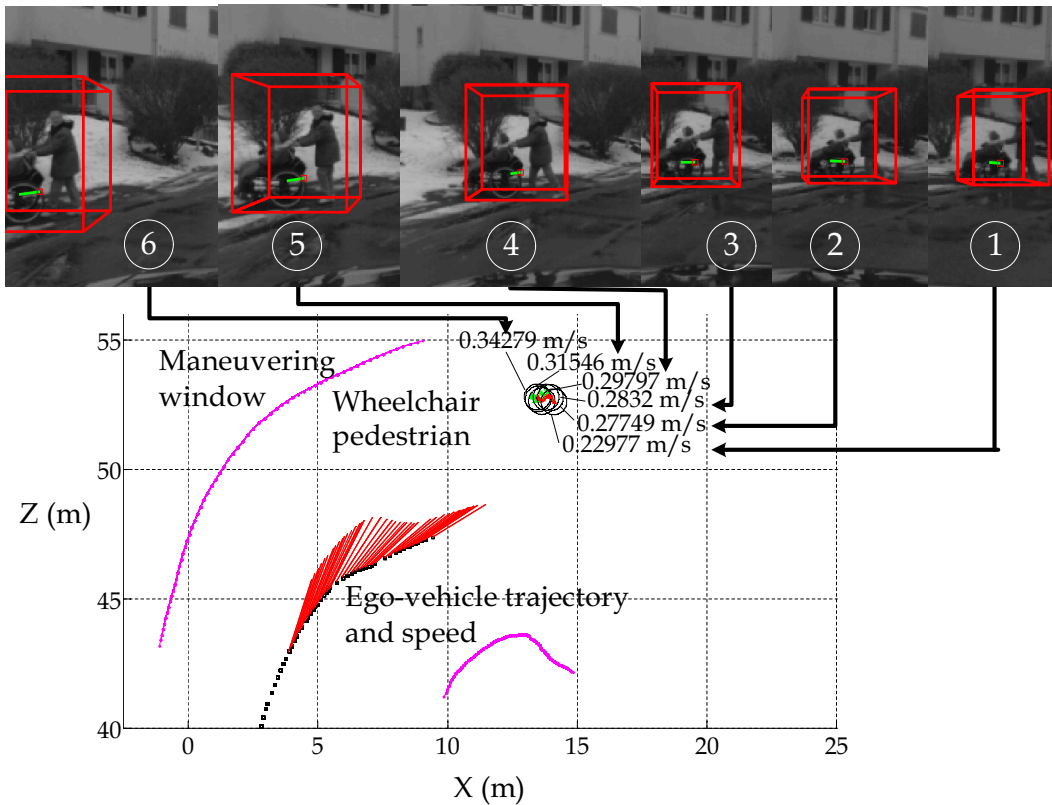 6
5
4
3
2
1
0.34279 m/s
0.31546 m/s
0.29797 m/s
0.2832 m/s
0.27749 m/s
0.22977 m/s
Maneuvering
window
Wheelchair
pedestrian
Ego-vehicle trajectory
and speed
55
50
45
40
Z (m)
0
5
10
15
20
25
X (m)